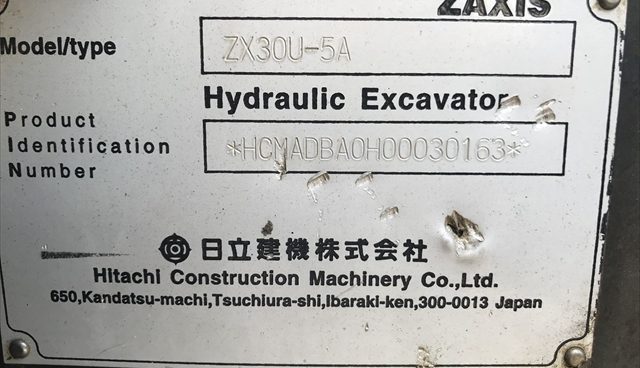 ZAXIS
Model/type ZX30U-5A
Hydraulic Excavator
Product
Identification
Number *HCMADBA0H00030163*
日立建機株式会社
Hitachi Construction Machinery Co.,Ltd.
650,Kandatsu-machi,Tsuchiura-shi,Ibaraki-ken,300-0013 Japan